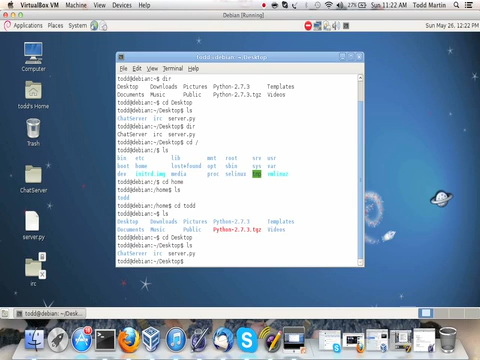 VirtualBox VM Machine View Devices Help
Sun 11:22 AM Todd Martin
Debian [Running]
Applications Places System
Sun May 26, 12:22 PM
Computer
todd's Home
Trash
ChatServer
server.py
irc
todd@debian: ~/Desktop
File Edit View Terminal Help
todd@debian:~$ dir
Desktop Downloads Pictures Python-2.7.3 Templates
Documents Music Public Python-2.7.3.tgz Videos
todd@debian:~$ cd Desktop
todd@debian:~/Desktop$ ls
ChatServer irc server.py
todd@debian:~/Desktop$ dir
ChatServer irc server.py
todd@debian:~/Desktop$ cd /
todd@debian:/$ ls
bin etc lib mnt root srv usr
boot home lost+found opt sbin sys var
dev initrd.img media proc selinux tmp vmlinuz
todd@debian:/$ cd home
todd@debian:/home$ ls
todd
todd@debian:/home$ cd todd
todd@debian:~$ ls
Desktop Downloads Pictures Python-2.7.3 Templates
Documents Music Public Python-2.7.3.tgz Videos
todd@debian:~$ cd Desktop
todd@debian:~/Desktop$ ls
ChatServer irc server.py
todd@debian:~/Desktop$
todd@debian: ~/Desk...